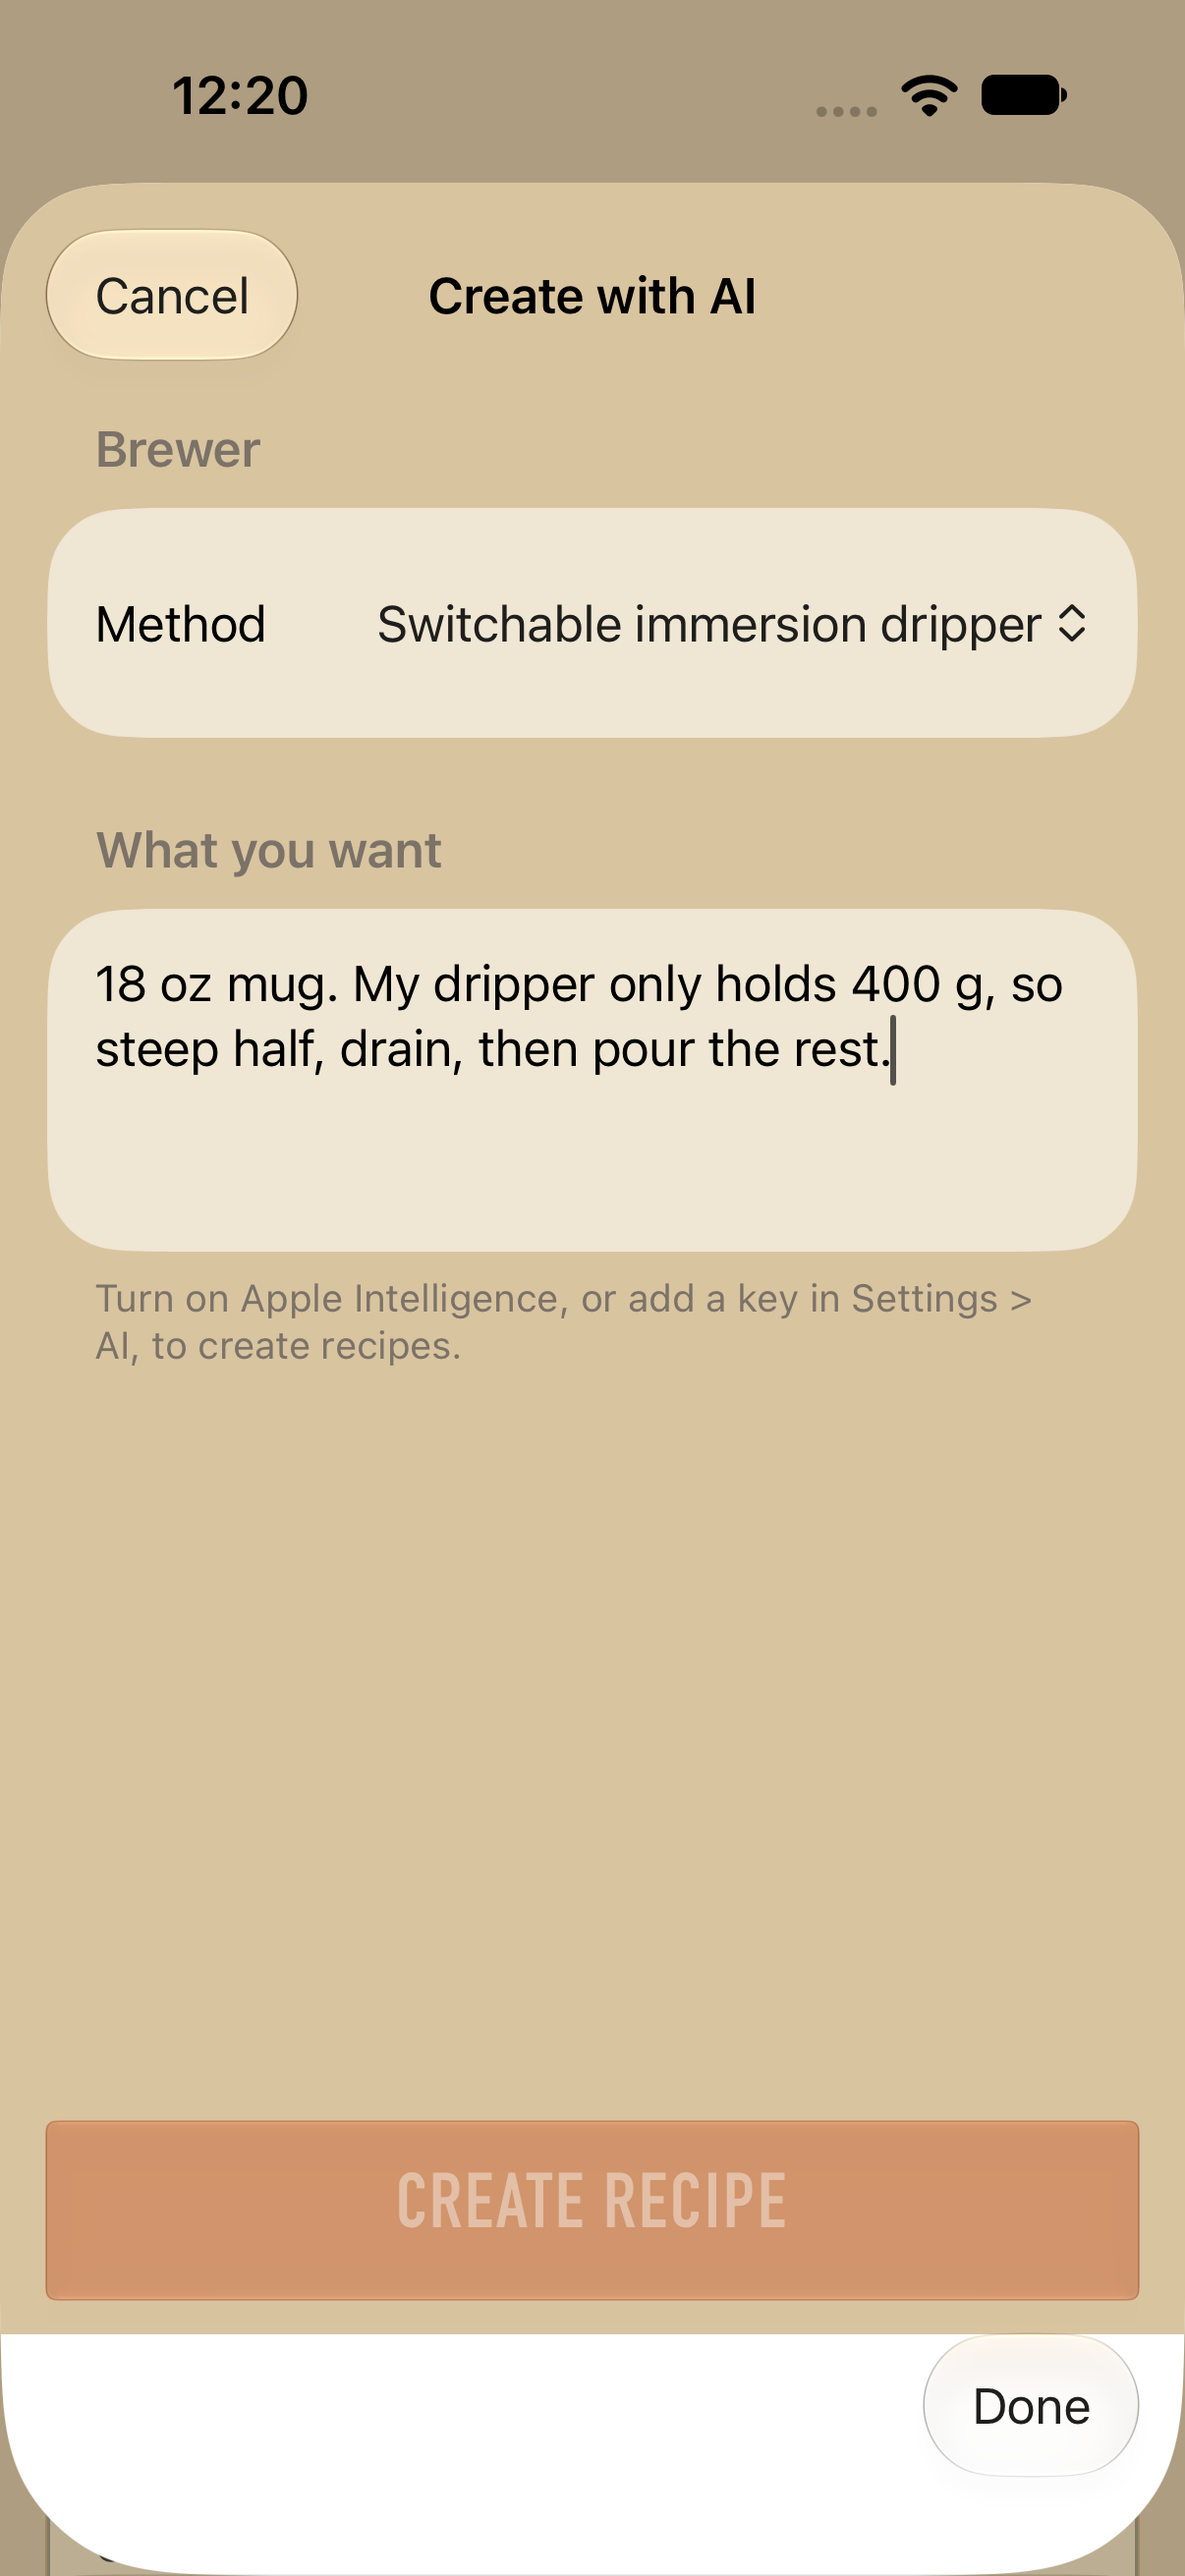 12:20
Cancel
Create with AI
Brewer
Method
Switchable immersion dripper
What you want
18 oz mug. My dripper only holds 400 g, so
steep half, drain, then pour the rest.
Turn on Apple Intelligence, or add a key in Settings >
AI, to create recipes.
CREATE RECIPE
Done